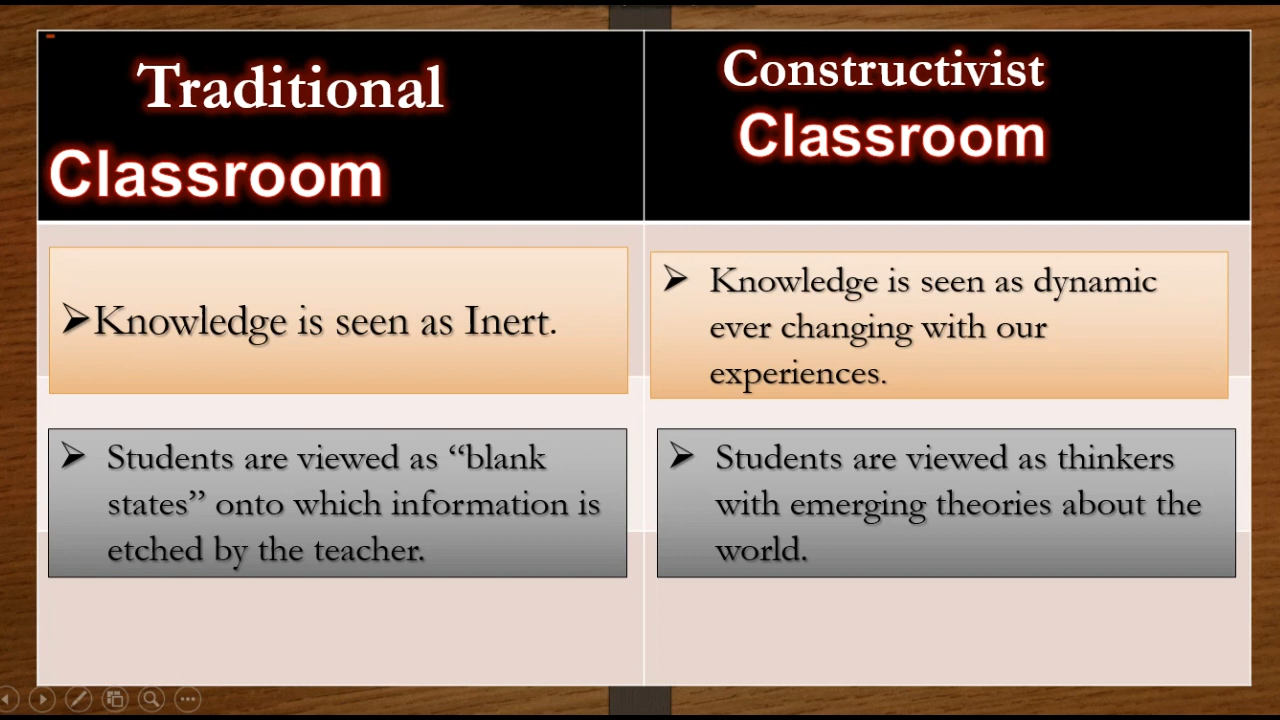 Traditional
Classroom
Constructivist
Classroom
➢Knowledge is seen as Inert.
➢ Knowledge is seen as dynamic
ever changing with our
experiences.
➢ Students are viewed as “blank
states” onto which information is
etched by the teacher.
➢ Students are viewed as thinkers
with emerging theories about the
world.